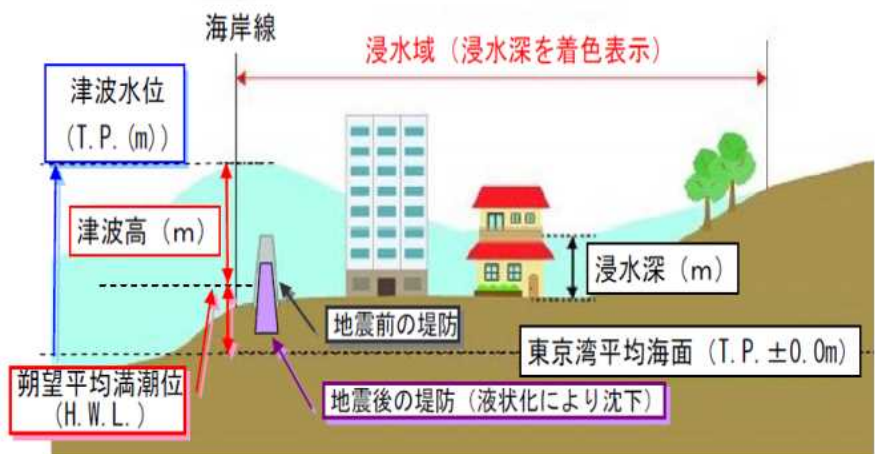 海岸線
浸水域（浸水深を着色表示）
津波水位
(T.P.(m))
津波高（m）
浸水深（m）
地震前の堤防
東京湾平均海面（T.P.±0.0m）
朔望平均満潮位
(H.W.L.)
地震後の堤防（液状化により沈下）